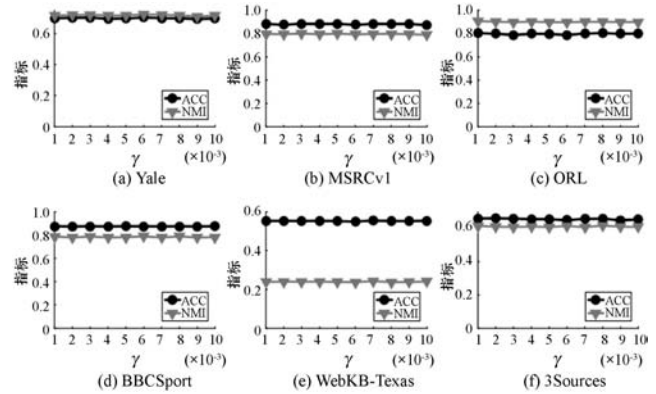 0.6
0.4
0.2
0
指标
ACC
NMI
1 2 3 4 5 6 7 8 9 10
γ (×10⁻³)
(a) Yale
1.0
0.8
0.6
0.4
0.2
0
指标
ACC
NMI
1 2 3 4 5 6 7 8 9 10
γ (×10⁻³)
(b) MSRCv1
1.0
0.8
0.6
0.4
0.2
0
指标
ACC
NMI
1 2 3 4 5 6 7 8 9 10
γ (×10⁻³)
(c) ORL
1.0
0.8
0.6
0.4
0.2
0
指标
ACC
NMI
1 2 3 4 5 6 7 8 9 10
γ (×10⁻³)
(d) BBCSport
0.6
0.4
0.2
0
指标
ACC
NMI
1 2 3 4 5 6 7 8 9 10
γ (×10⁻³)
(e) WebKB-Texas
0.6
0.4
0.2
0
指标
ACC
NMI
1 2 3 4 5 6 7 8 9 10
γ (×10⁻³)
(f) 3Sources